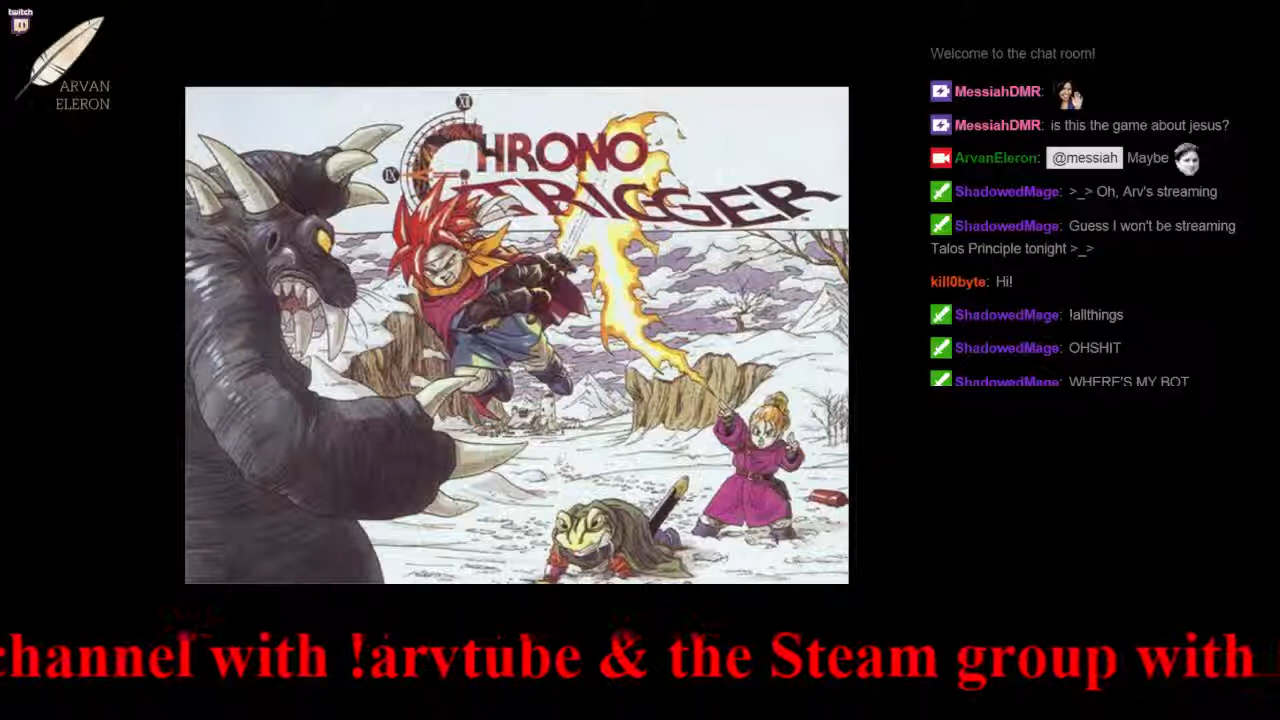 twitch
ARVAN
ELERON
XII
IX
CHRONO
TRIGGER
Welcome to the chat room!
MessiahDMR:
MessiahDMR: is this the game about jesus?
ArvanEleron: @messiah Maybe
ShadowedMage: >_> Oh, Arv's streaming
ShadowedMage: Guess I won't be streaming
Talos Principle tonight >_>
kill0byte: Hi!
ShadowedMage: !allthings
ShadowedMage: OHSHIT
ShadowedMage: WHERE'S MY BOT
channel with !arvtube & the Steam group with